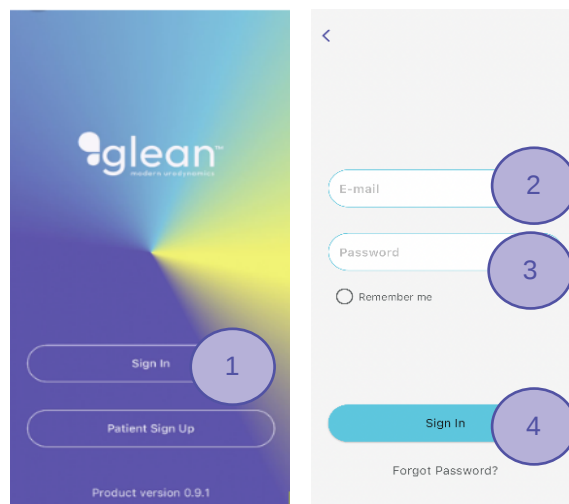 glean™
modern urodynamics
Sign In
1
Patient Sign Up
Product version 0.9.1
E-mail
2
Password
3
Remember me
Sign In
4
Forgot Password?